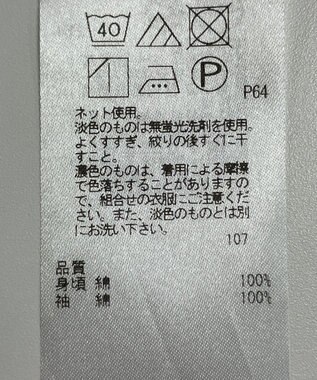 40
P
P64
ネット使用。
淡色のものは無蛍光洗剤を使用。
よくすすぎ、絞りの後すぐに干
すこと。
濃色のものは、着用による摩擦
で色落ちすることがありますの
で、組合せの衣服にご注意くだ
さい。また、淡色のものとは別
にお洗い下さい。
107
品質
身頃 綿 100%
袖 綿 100%